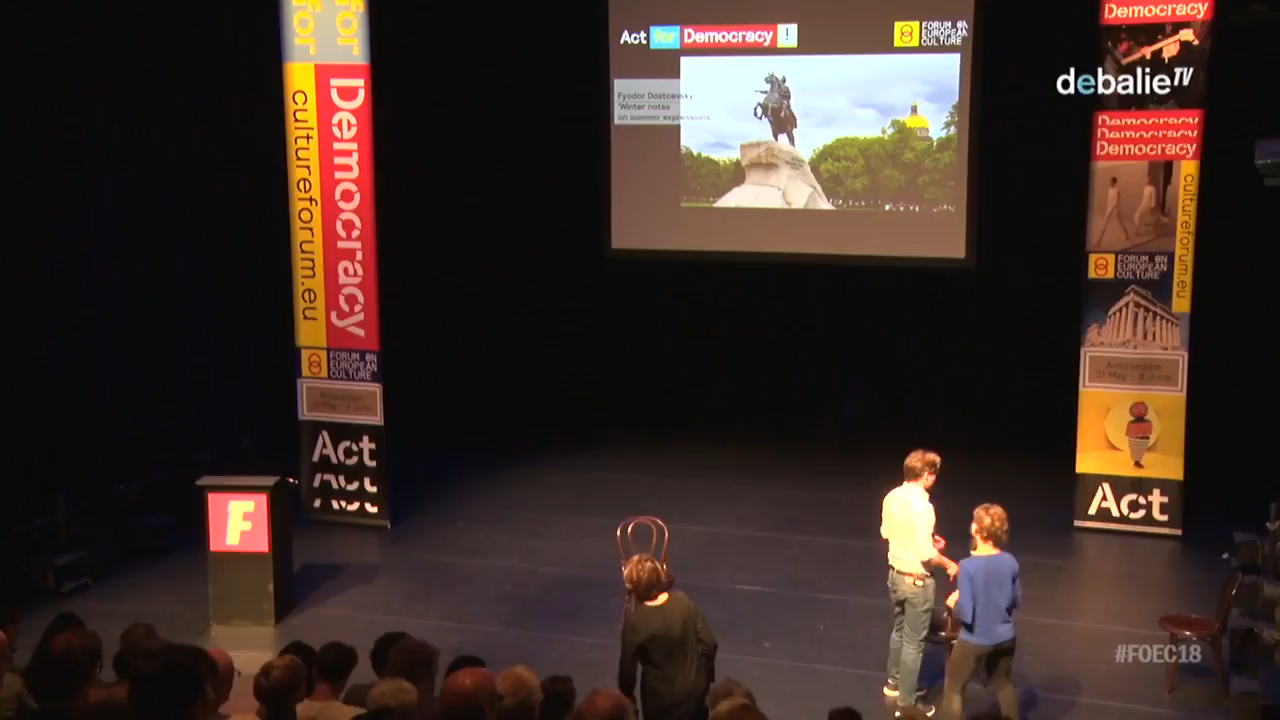 for for
Democracy
cultureforum.eu
FORUM ON
EUROPEAN
CULTURE
Act
Act
Act
F
Act for Democracy !
FORUM ON
EUROPEAN
CULTURE
Fyodor Dostoevsky
'Winter notes
on summer expressions
Democracy
debalieTV
Democracy
Democracy
Democracy
cultureforum.eu
FORUM ON
EUROPEAN
CULTURE
Amsterdam
31 May - 3 June
Act
#FOEC18